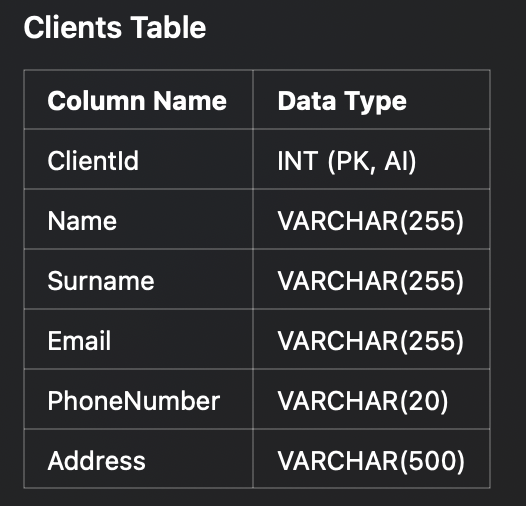 Clients Table
Column Name Data Type
ClientId INT (PK, AI)
Name VARCHAR(255)
Surname VARCHAR(255)
Email VARCHAR(255)
PhoneNumber VARCHAR(20)
Address VARCHAR(500)